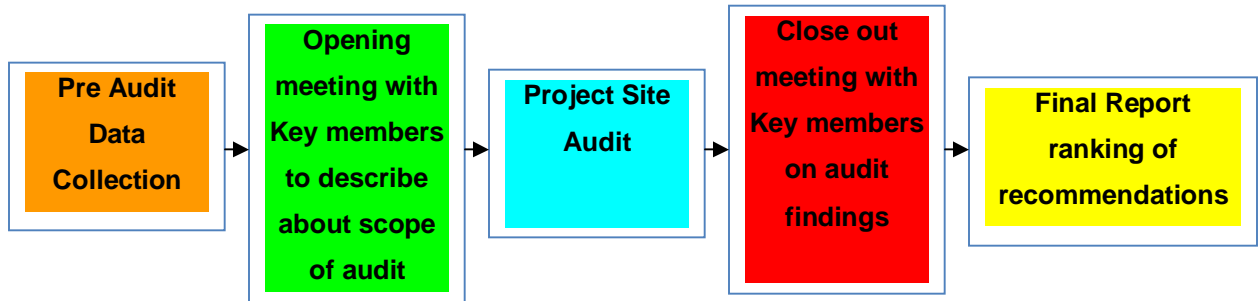 Pre Audit
Data
Collection
Opening
meeting with
Key members
to describe
about scope
of audit
Project Site
Audit
Close out
meeting with
Key members
on audit
findings
Final Report
ranking of
recommendations